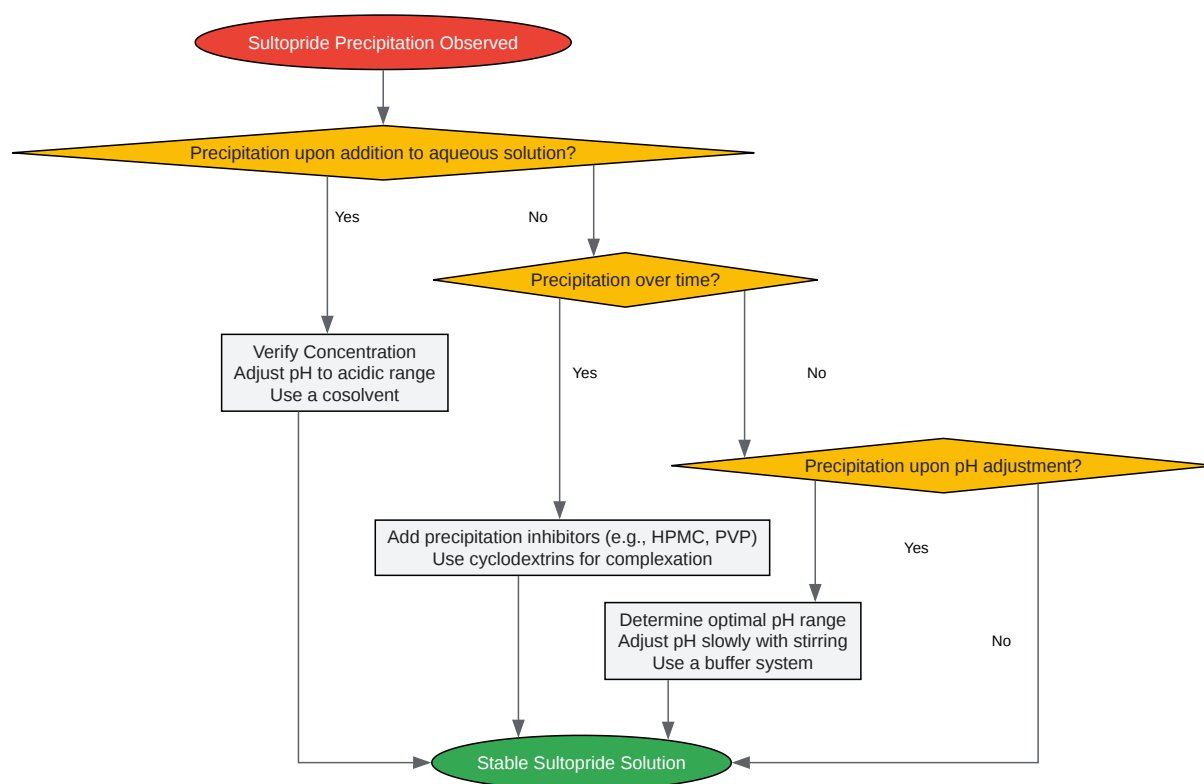 Sultopride Precipitation Observed
Precipitation upon addition to aqueous solution?
Yes
No
Precipitation over time?
Verify Concentration
Adjust pH to acidic range
Use a cosolvent
Yes
No
Precipitation upon pH adjustment?
Add precipitation inhibitors (e.g., HPMC, PVP)
Use cyclodextrins for complexation
Yes
No
Determine optimal pH range
Adjust pH slowly with stirring
Use a buffer system
Stable Sultopride Solution